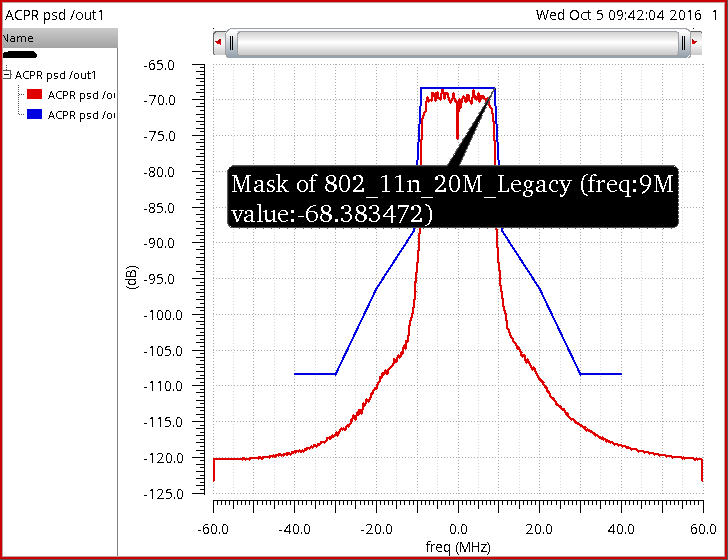 ACPR psd /out1
Wed Oct 5 09:42:04 2016 1
Name
ACPR psd /out1
ACPR psd /ou
ACPR psd /ou
-65.0
-70.0
-75.0
-80.0
-85.0
-90.0
-95.0
-100.0
-105.0
-110.0
-115.0
-120.0
-125.0
(dB)
Mask of 802_11n_20M_Legacy (freq:9M
value:-68.383472)
-60.0
-40.0
-20.0
0.0
20.0
40.0
60.0
freq (MHz)